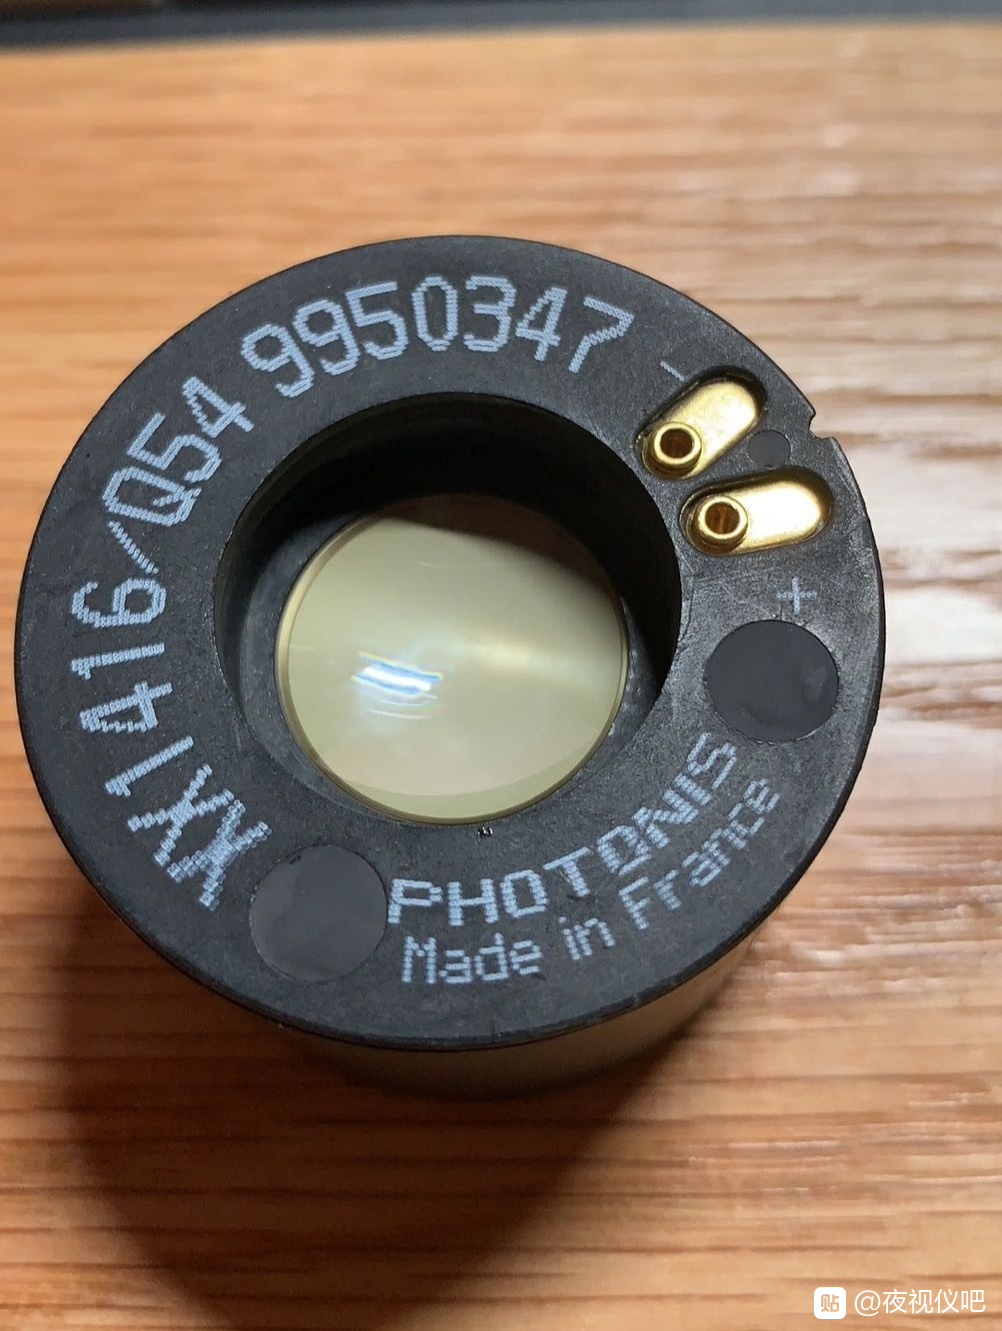 XX1416/Q54 9950347
-
+
PHOTONIS
Made in France
贴 @夜视仪吧